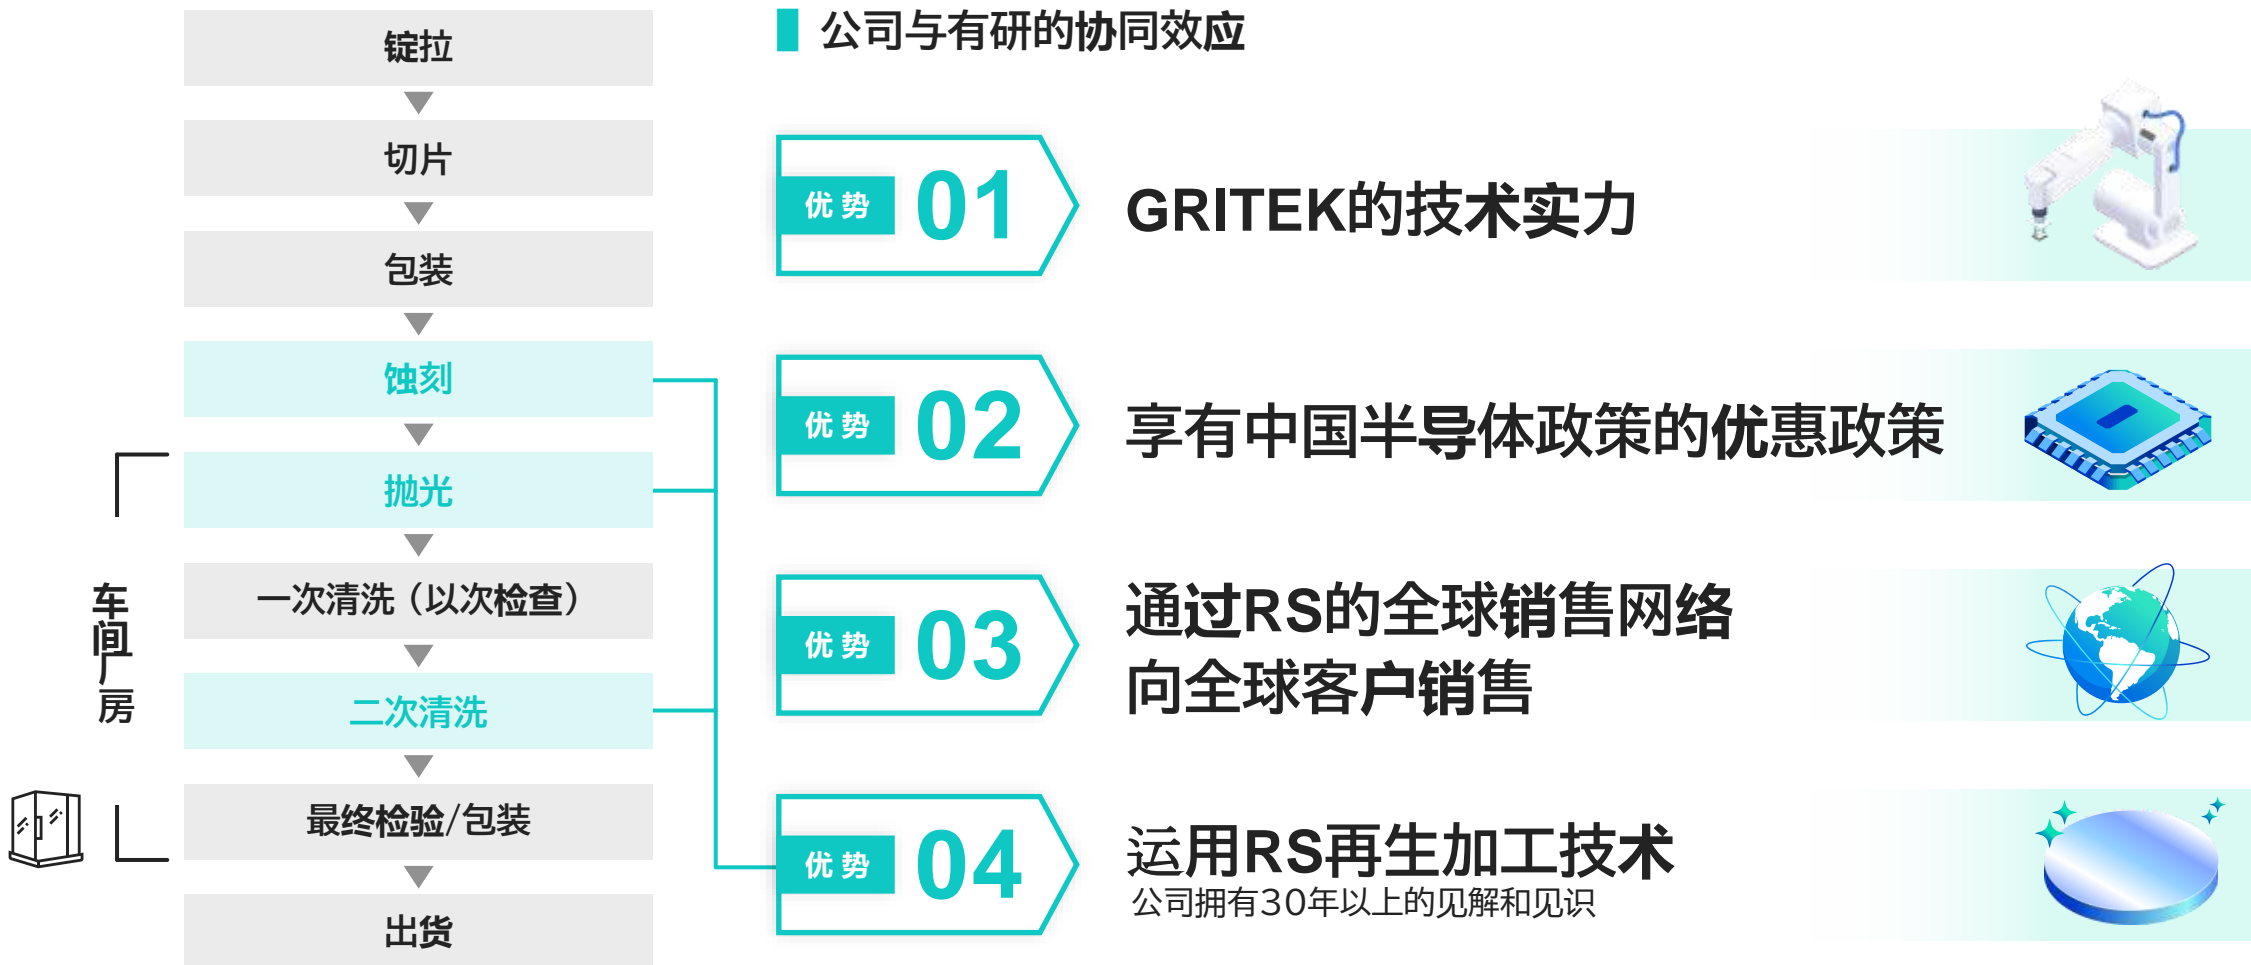 锭拉
切片
包装
蚀刻
抛光
一次清洗（以次检查）
二次清洗
最终检验/包装
出货
车间厂房
公司与有研的协同效应
优势 01
GRITEK的技术实力
优势 02
享有中国半导体政策的优惠政策
优势 03
通过RS的全球销售网络
向全球客户销售
优势 04
运用RS再生加工技术
公司拥有30年以上的见解和见识